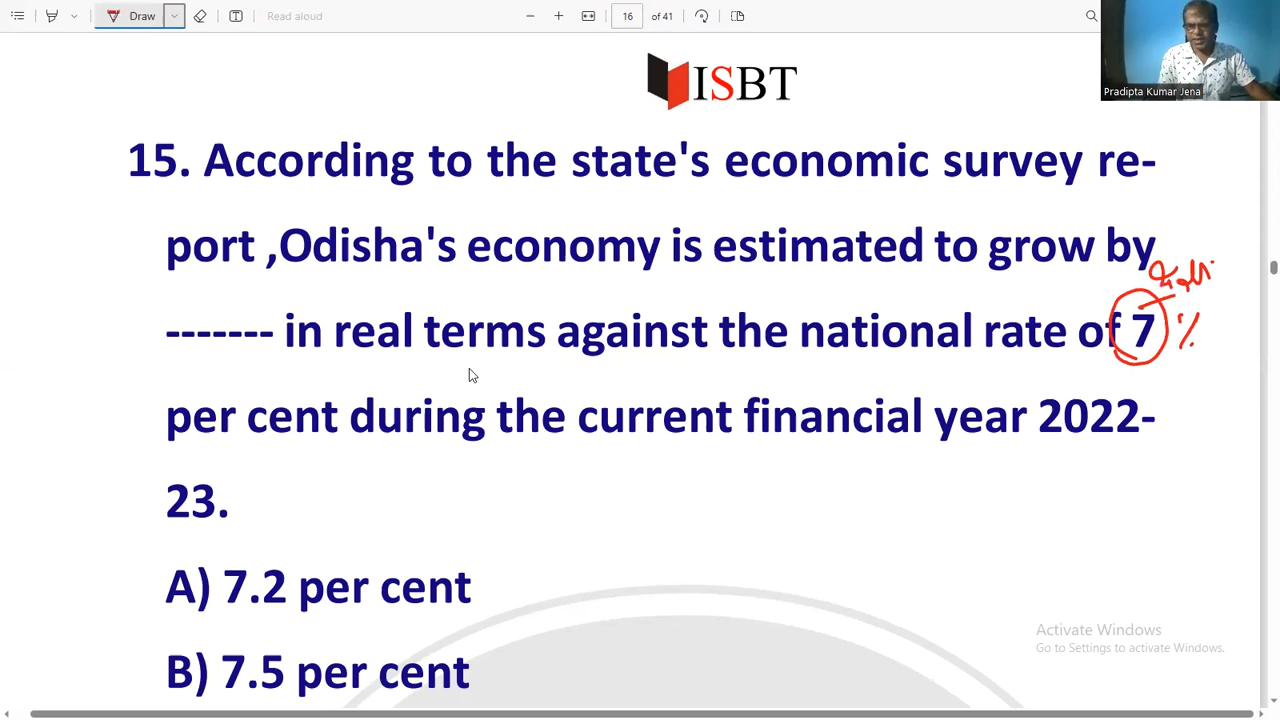 Draw
Read aloud
16 of 41
Pradipta Kumar Jena
ISBT
15. According to the state's economic survey re-
port ,Odisha's economy is estimated to grow by
------- in real terms against the national rate of 7 %
per cent during the current financial year 2022-
23.
A) 7.2 per cent
B) 7.5 per cent
Activate Windows
Go to Settings to activate Windows.